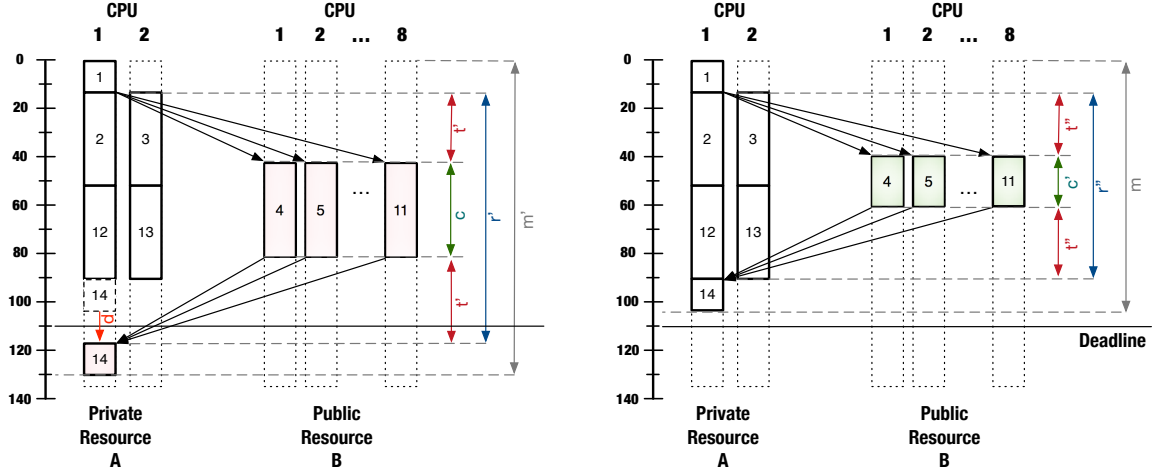 CPU CPU
1 2 1 2 ... 8
0
20
40
60
80
100
120
140
1
2 3
12 13
14
d
14
4 5 ... 11
t'
c
t'
r'
m'
Private Resource A
Public Resource B
CPU CPU
1 2 1 2 ... 8
0
20
40
60
80
100
120
140
1
2 3
12 13
14
4 5 ... 11
t''
c'
t''
r''
m
Deadline
Private
Resource
A
Public
Resource
B